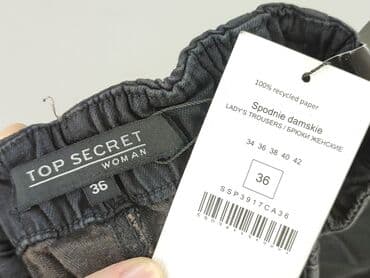 TOP SECRET
WOMAN
36
100% recycled paper
Spodnie damskie
LADY'S TROUSERS / БРЮКИ ЖЕНСКИЕ
34 36 38 40 42
36
SSP3917CA36